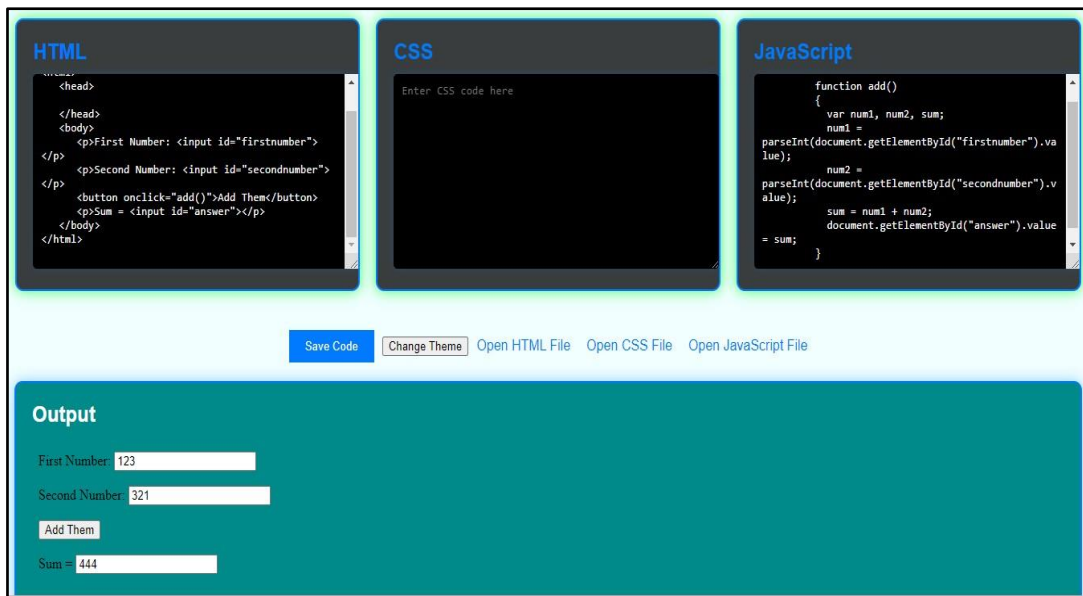 HTML
<html>
<head>
</head>
<body>
<p>First Number: <input id="firstnumber">
</p>
<p>Second Number: <input id="secondnumber">
</p>
<button onclick="add()">Add Them</button>
<p>Sum = <input id="answer"></p>
</body>
</html>
CSS
Enter CSS code here
JavaScript
function add()
{
var num1, num2, sum;
num1 =
parseInt(document.getElementById("firstnumber").va
lue);
num2 =
parseInt(document.getElementById("secondnumber").v
alue);
sum = num1 + num2;
document.getElementById("answer").value
= sum;
}
Save Code Change Theme Open HTML File Open CSS File Open JavaScript File
Output
First Number: 123
Second Number: 321
Add Them
Sum = 444